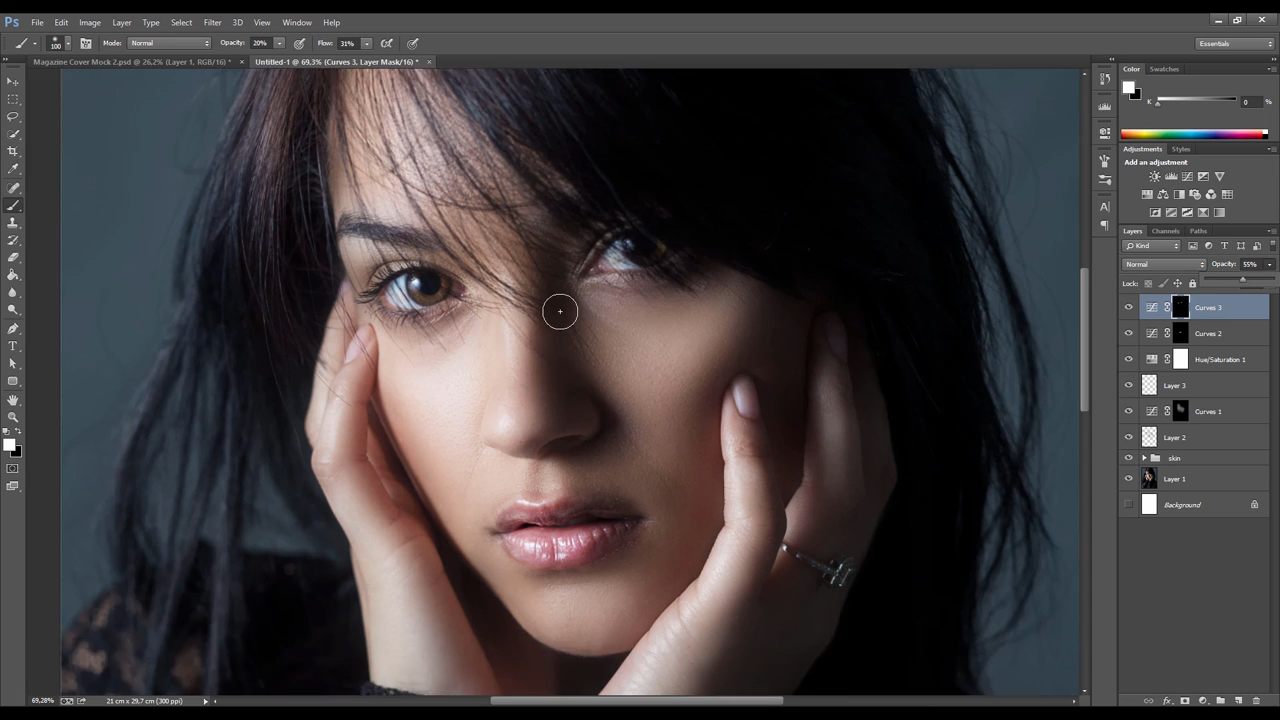 Ps File Edit Image Layer Type Select Filter 3D View Window Help
100 Mode: Normal Opacity: 20% Flow: 31% Essentials
Magazine Cover Mock 2.psd @ 26,2% (Layer 1, RGB/16) * × Untitled-1 @ 69,3% (Curves 3, Layer Mask/16) * ×
Color Swatches
K 0 %
Adjustments Styles
Add an adjustment
Layers Channels Paths
Kind
Normal Opacity: 55%
Lock:
Curves 3
Curves 2
Hue/Saturation 1
Layer 3
Curves 1
Layer 2
skin
Layer 1
Background
69,28% 21 cm x 29,7 cm (300 ppi)